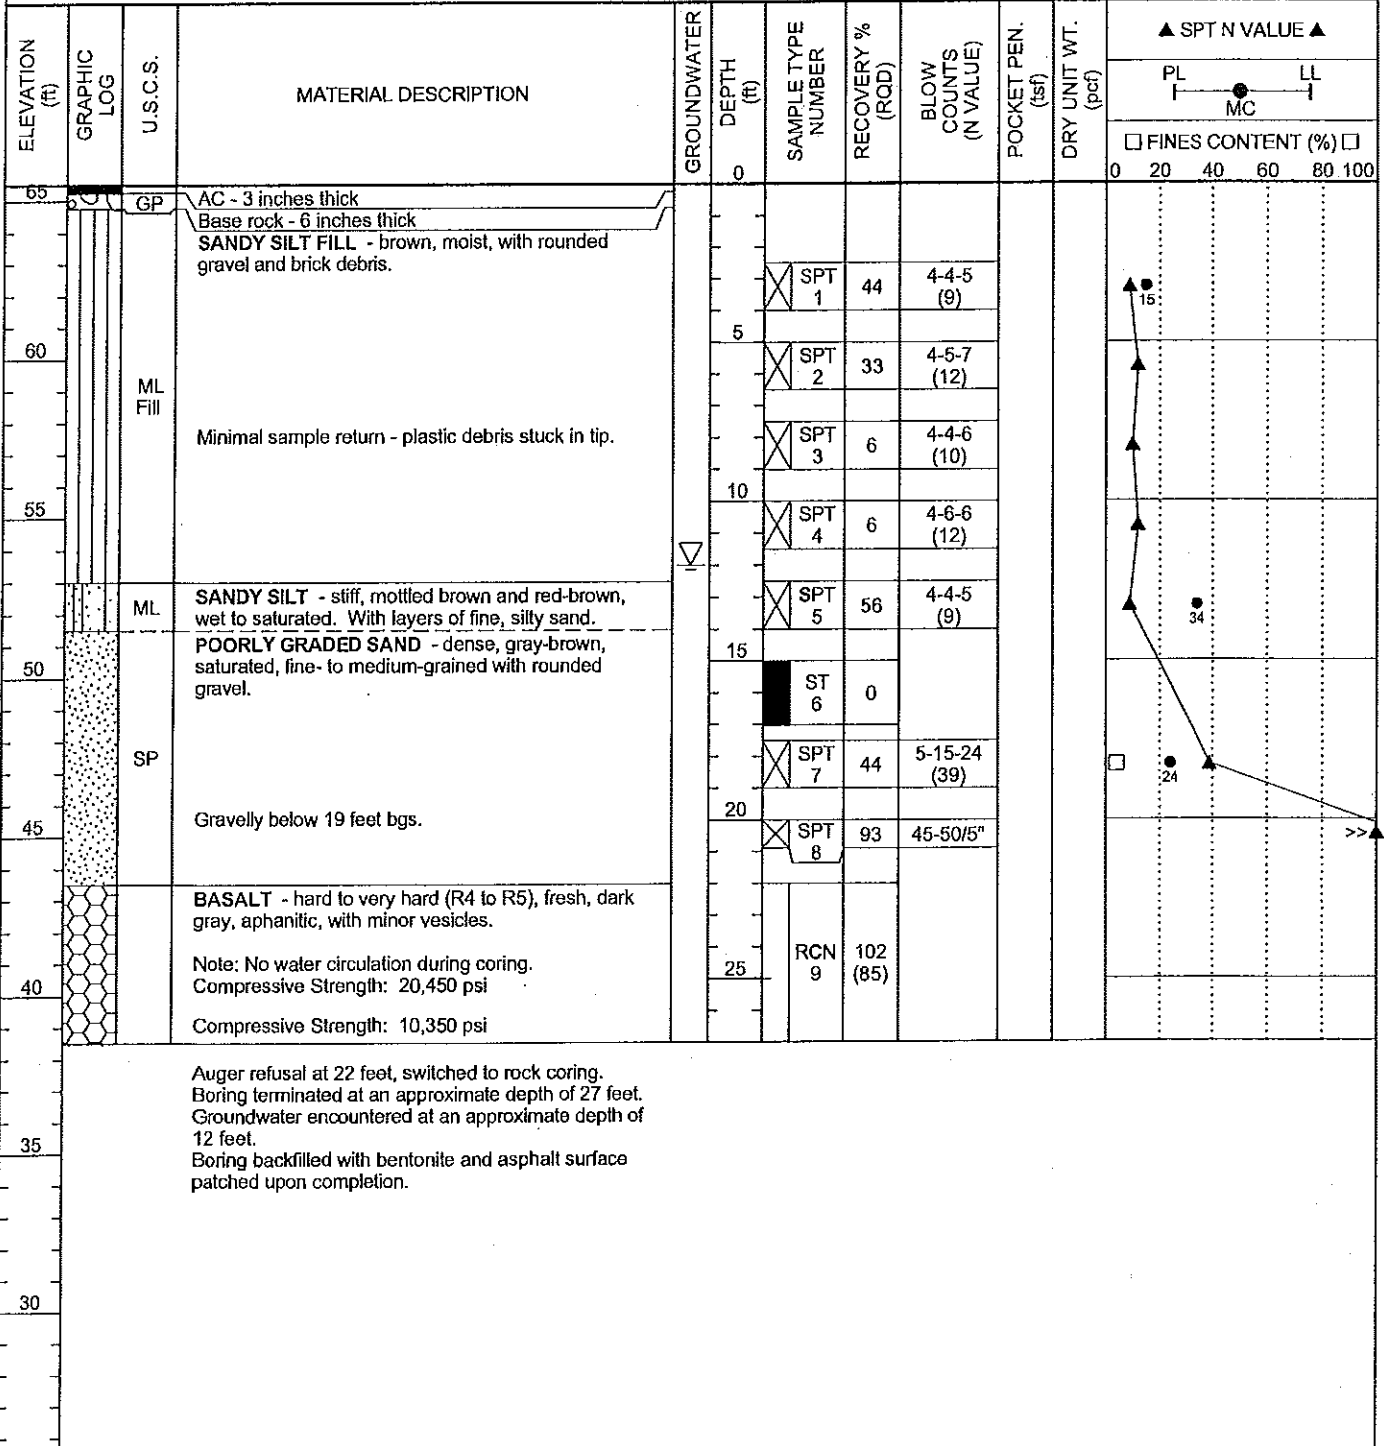 ELEVATION
(ft)
GRAPHIC
LOG
U.S.C.S.
MATERIAL DESCRIPTION
GROUNDWATER
DEPTH
(ft)
SAMPLE TYPE
NUMBER
RECOVERY %
(RQD)
BLOW
COUNTS
(N VALUE)
POCKET PEN.
(tsf)
DRY UNIT WT.
(pcf)
▲ SPT N VALUE ▲
PL LL
MC
□ FINES CONTENT (%) □
0 20 40 60 80 100
0
65
GP
AC - 3 inches thick
Base rock - 6 inches thick
SANDY SILT FILL - brown, moist, with rounded
gravel and brick debris.
SPT
1
44
4-4-5
(9)
15
5
60
ML
Fill
SPT
2
33
4-5-7
(12)
Minimal sample return - plastic debris stuck in tip.
SPT
3
6
4-4-6
(10)
10
55
SPT
4
6
4-6-6
(12)
ML
SANDY SILT - stiff, mottled brown and red-brown,
wet to saturated. With layers of fine, silty sand.
SPT
5
56
4-4-5
(9)
34
POORLY GRADED SAND - dense, gray-brown,
saturated, fine- to medium-grained with rounded
gravel.
15
50
ST
6
0
SP
SPT
7
44
5-15-24
(39)
24
Gravelly below 19 feet bgs.
20
45
SPT
8
93
45-50/5"
>>
BASALT - hard to very hard (R4 to R5), fresh, dark
gray, aphanitic, with minor vesicles.
Note: No water circulation during coring.
Compressive Strength: 20,450 psi
Compressive Strength: 10,350 psi
RCN
9
102
(85)
25
40
Auger refusal at 22 feet, switched to rock coring.
Boring terminated at an approximate depth of 27 feet.
Groundwater encountered at an approximate depth of
12 feet.
Boring backfilled with bentonite and asphalt surface
patched upon completion.
35
30